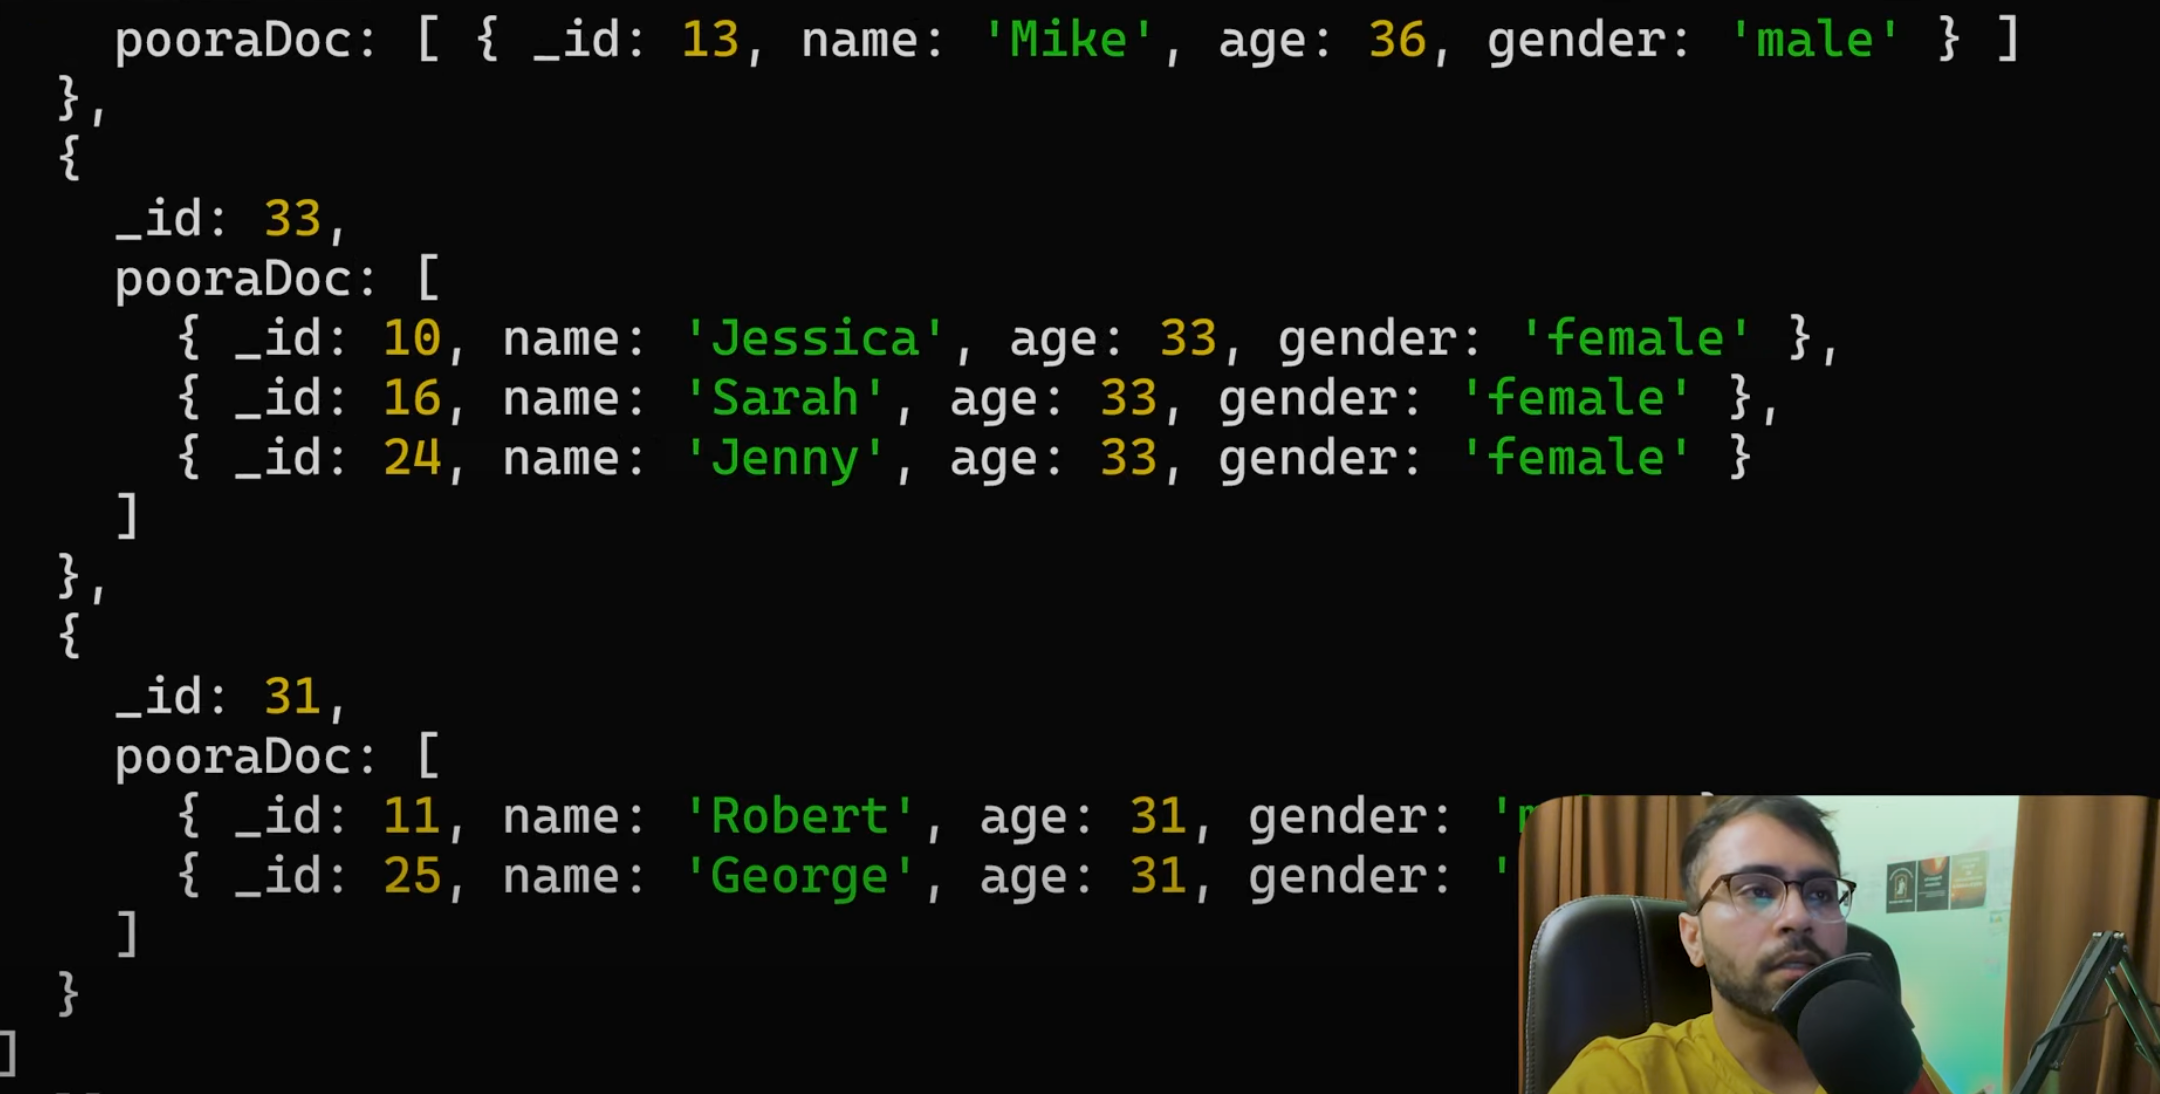 pooraDoc: [ { _id: 13, name: 'Mike', age: 36, gender: 'male' } ]
},
{
_id: 33,
pooraDoc: [
{ _id: 10, name: 'Jessica', age: 33, gender: 'female' },
{ _id: 16, name: 'Sarah', age: 33, gender: 'female' },
{ _id: 24, name: 'Jenny', age: 33, gender: 'female' }
]
},
{
_id: 31,
pooraDoc: [
{ _id: 11, name: 'Robert', age: 31, gender: '
{ _id: 25, name: 'George', age: 31, gender: '
]
}
]